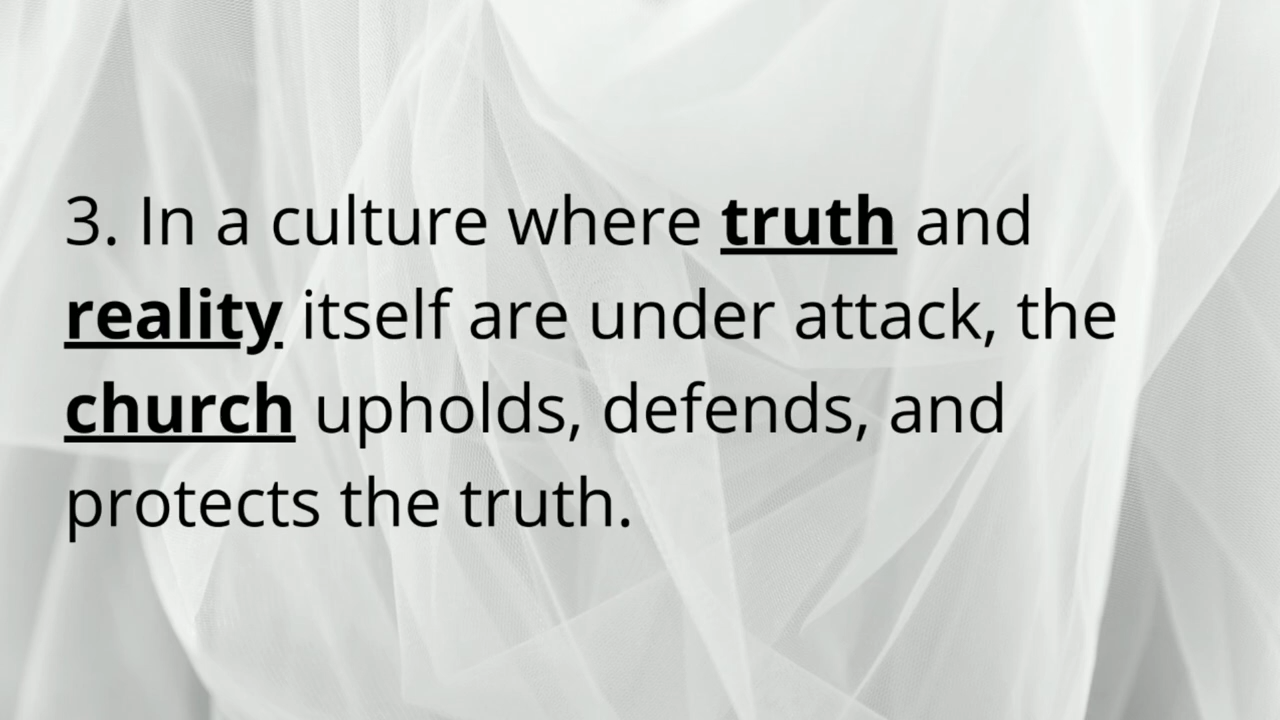 3. In a culture where truth and
reality itself are under attack, the
church upholds, defends, and
protects the truth.